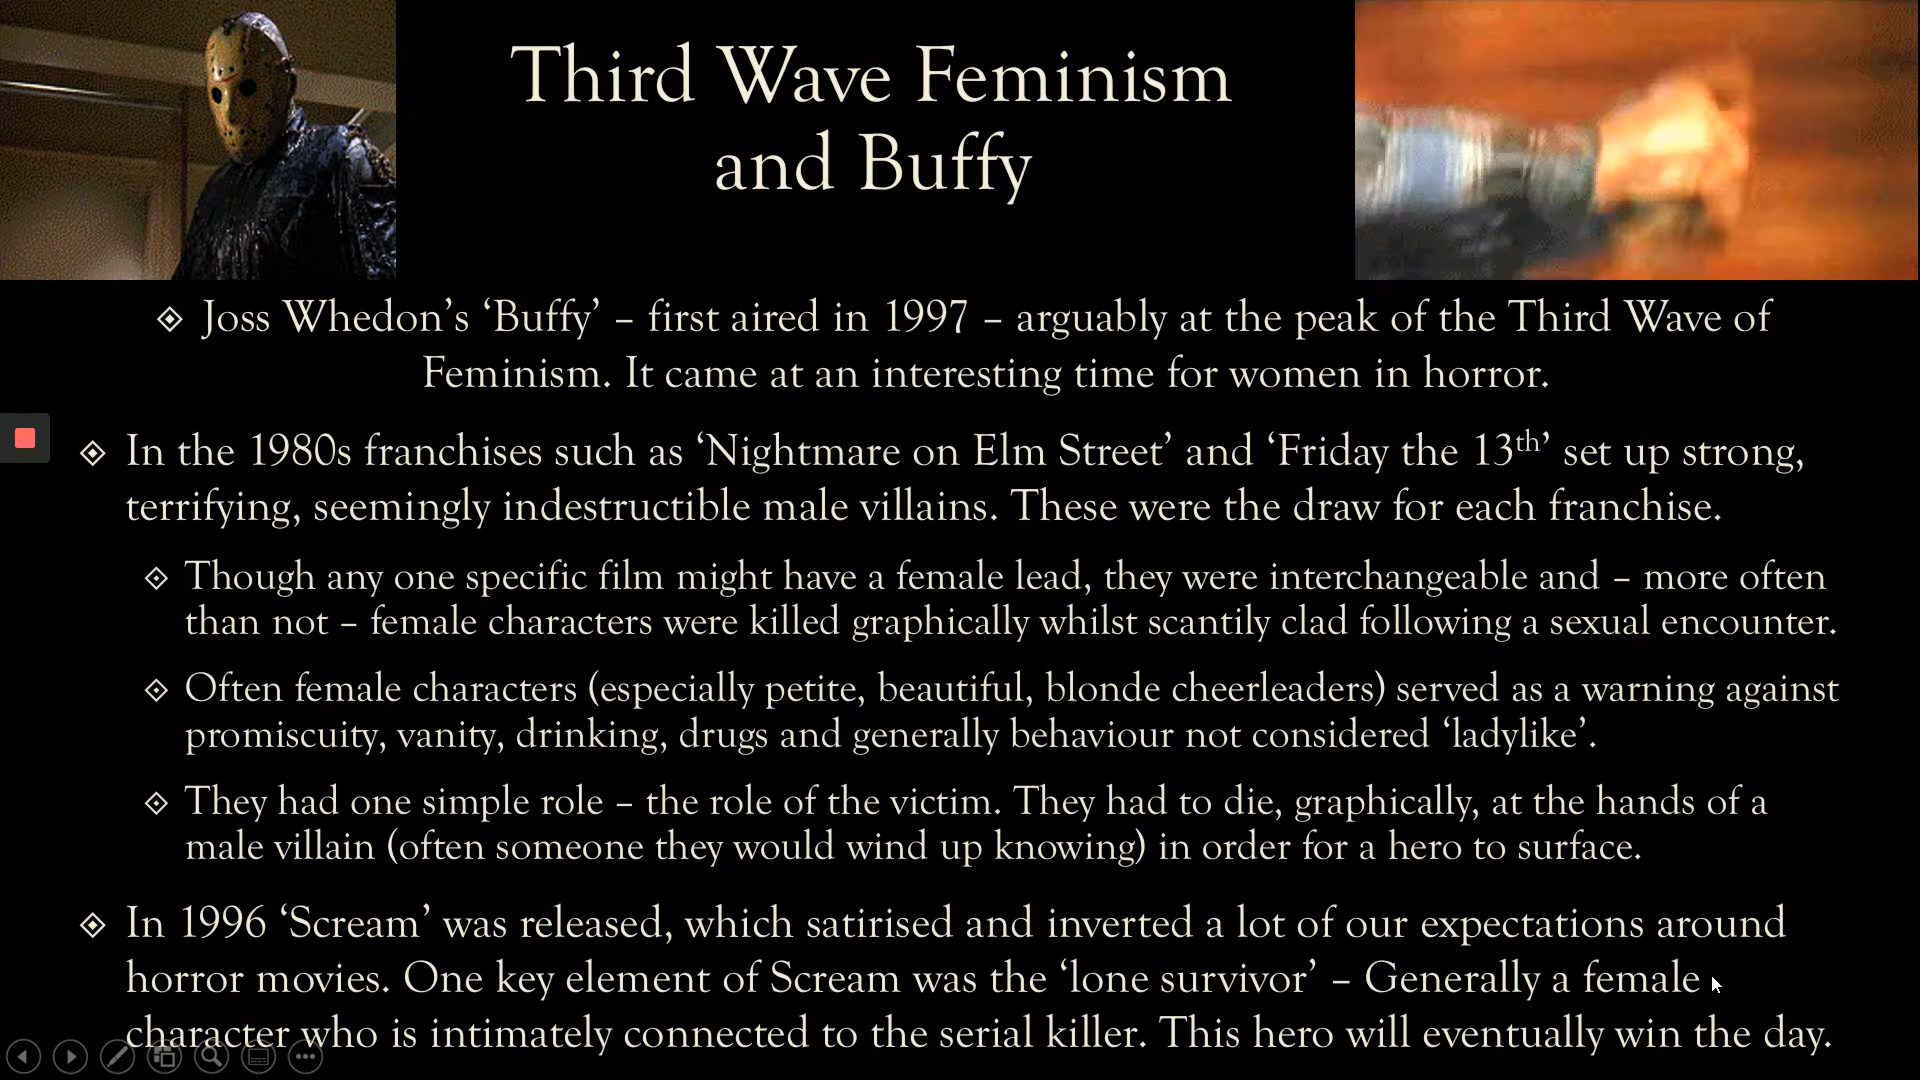 Third Wave Feminism
and Buffy
Joss Whedon’s ‘Buffy’ – first aired in 1997 – arguably at the peak of the Third Wave of
Feminism. It came at an interesting time for women in horror.
In the 1980s franchises such as ‘Nightmare on Elm Street’ and ‘Friday the 13th’ set up strong,
terrifying, seemingly indestructible male villains. These were the draw for each franchise.
Though any one specific film might have a female lead, they were interchangeable and – more often
than not – female characters were killed graphically whilst scantily clad following a sexual encounter.
Often female characters (especially petite, beautiful, blonde cheerleaders) served as a warning against
promiscuity, vanity, drinking, drugs and generally behaviour not considered ‘ladylike’.
They had one simple role – the role of the victim. They had to die, graphically, at the hands of a
male villain (often someone they would wind up knowing) in order for a hero to surface.
In 1996 ‘Scream’ was released, which satirised and inverted a lot of our expectations around
horror movies. One key element of Scream was the ‘lone survivor’ – Generally a female
character who is intimately connected to the serial killer. This hero will eventually win the day.